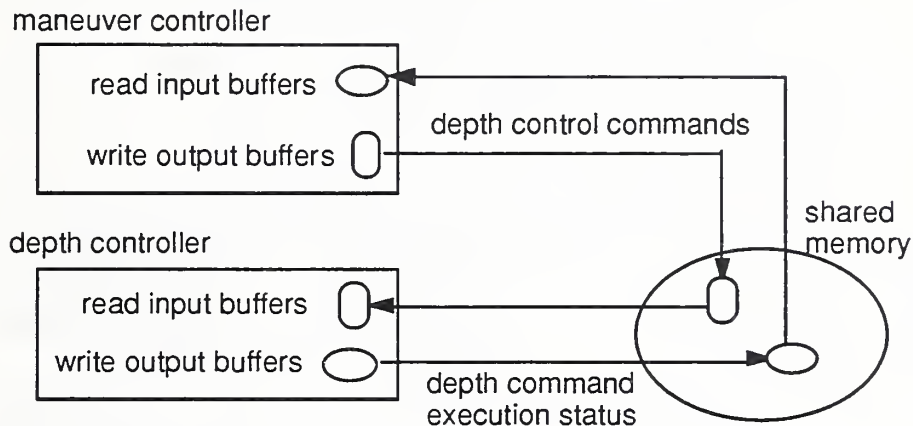 maneuver controller
read input buffers
write output buffers
depth control commands
shared
memory
depth controller
read input buffers
write output buffers
depth command
execution status